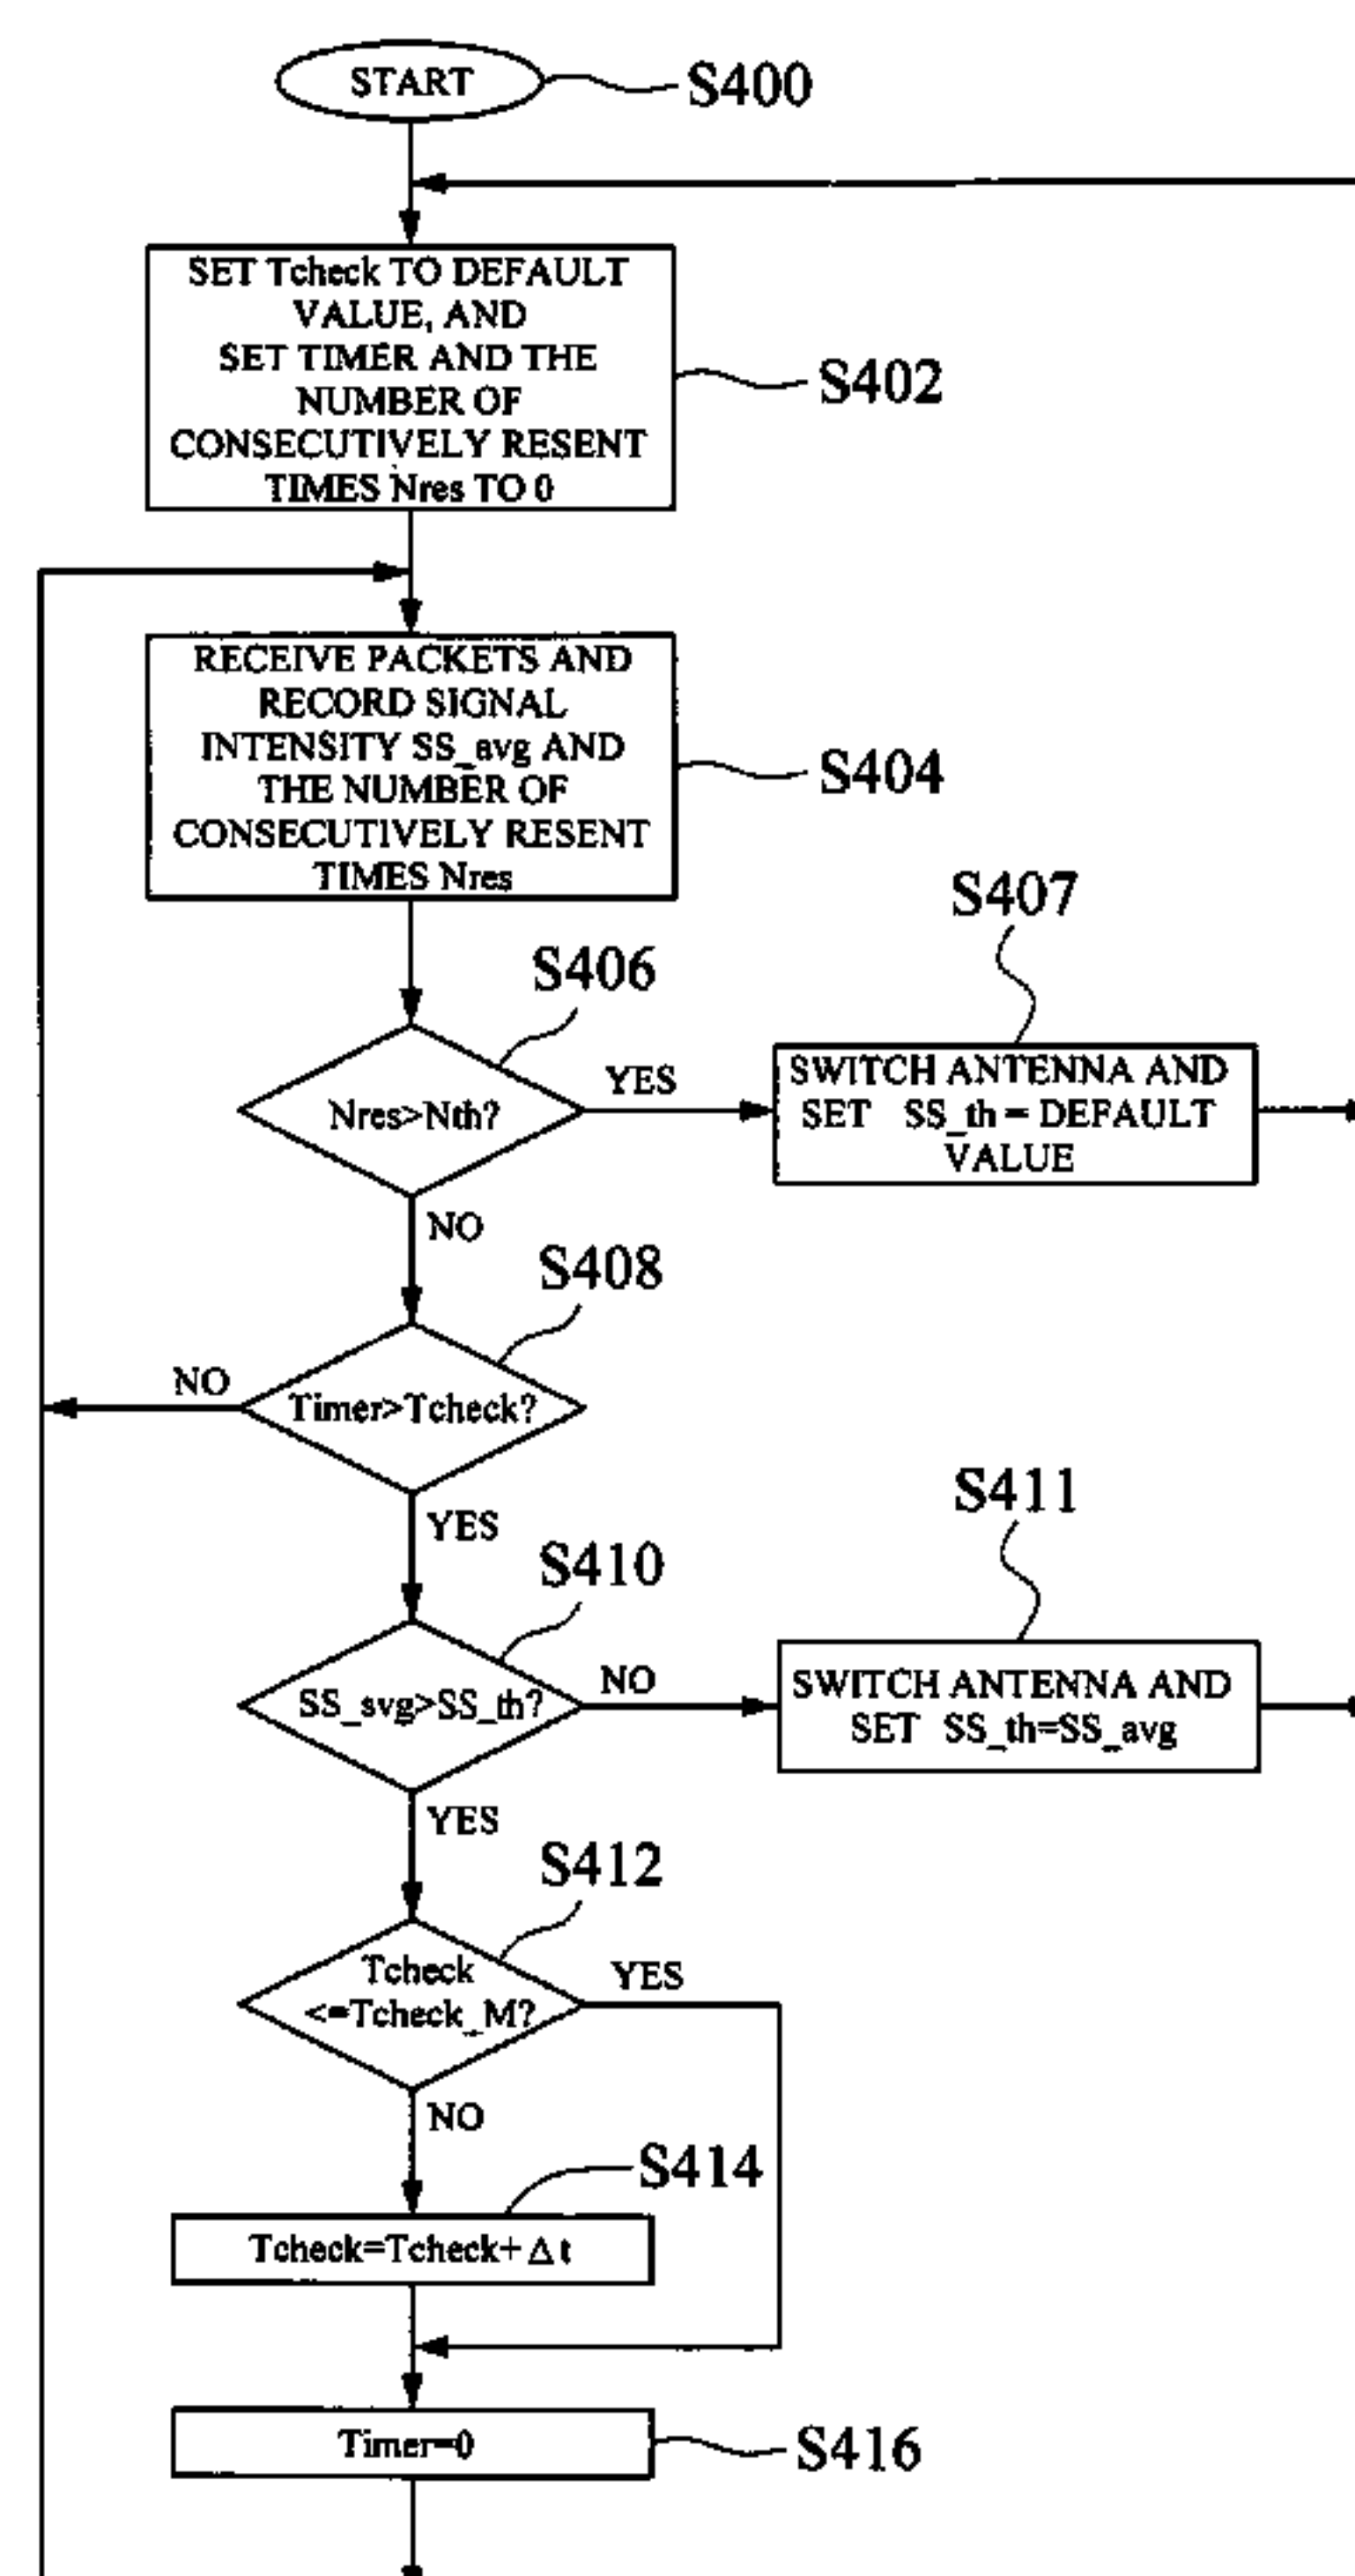 START
S400
SET Tcheck TO DEFAULT
VALUE, AND
SET TIMER AND THE
NUMBER OF
CONSECUTIVELY RESENT
TIMES Nres TO 0
S402
RECEIVE PACKETS AND
RECORD SIGNAL
INTENSITY SS_avg AND
THE NUMBER OF
CONSECUTIVELY RESENT
TIMES Nres
S404
S406
Nres>Nth?
YES
S407
SWITCH ANTENNA AND
SET SS_th = DEFAULT
VALUE
NO
S408
Timer>Tcheck?
NO
YES
S410
SS_svg>SS_th?
NO
S411
SWITCH ANTENNA AND
SET SS_th=SS_avg
YES
S412
Tcheck
<=Tcheck_M?
YES
NO
S414
Tcheck=Tcheck+Δt
Timer=0
S416